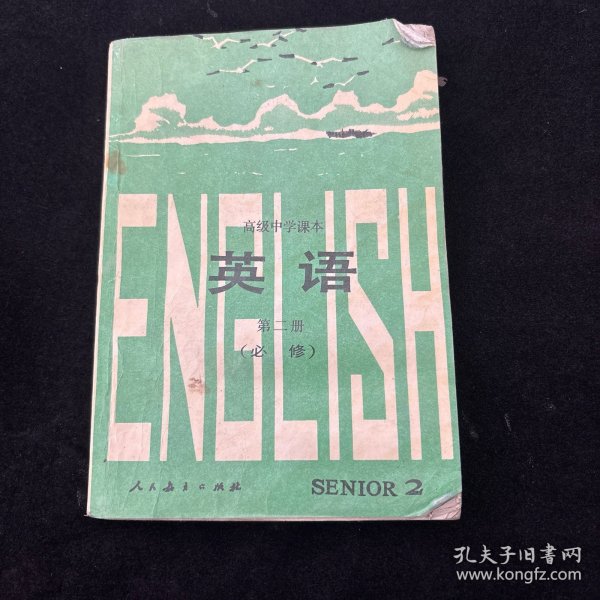 ENGLISH
高级中学课本
英语
第二册
(必修)
人民教育出版社
SENIOR 2
孔夫子旧书网
www.kongfz.com